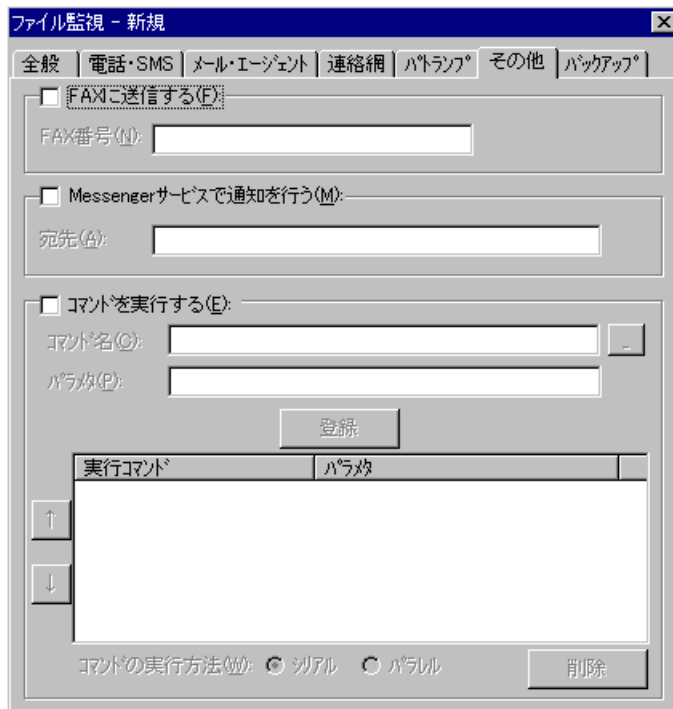 ファイル監視 - 新規
全般 電話・SMS メール・エージェント 連絡網 パトランプ その他 バックアップ
FAXに送信する(F):
FAX番号(N):
Messengerサービスで通知を行う(M):
宛先(A):
コマンドを実行する(E):
コマンド名(C):
パラメタ(P):
登録
実行コマンド パラメタ
↑
↓
コマンドの実行方法(W): シリアル パラレル 削除